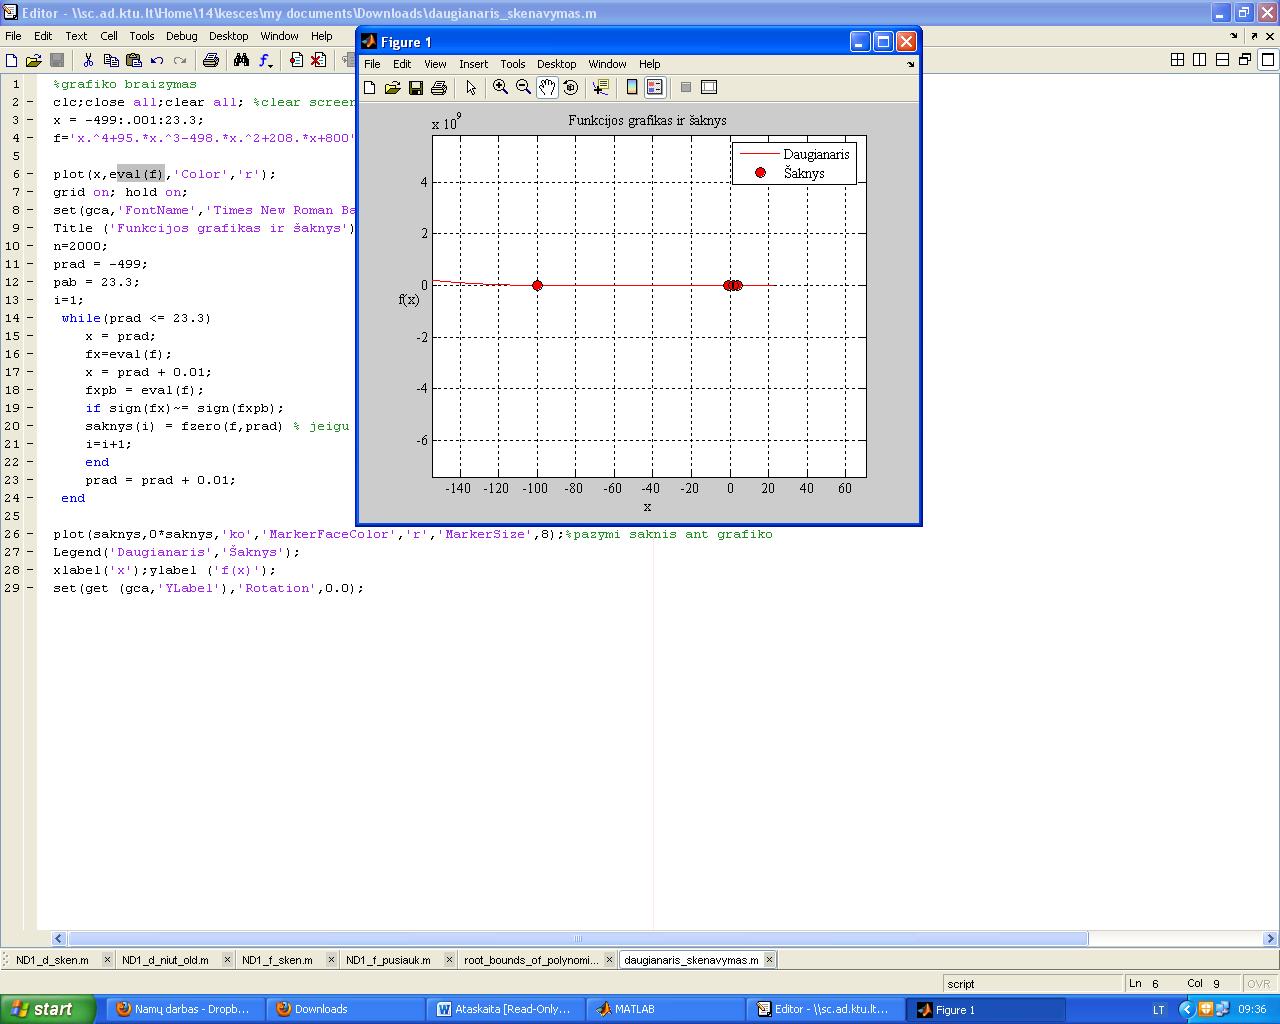 Editor - \\sc.ad.ktu.lt\Home\14\kesces\my documents\Downloads\daugianaris_skenavymas.m
File Edit Text Cell Tools Debug Desktop Window Help
1 %grafiko braizymas
2 - clc;close all;clear all; %clear screen
3 - x = -499:.001:23.3;
4 - f='x.^4+95.*x.^3-498.*x.^2+208.*x+800'
5
6 - plot(x,eval(f),'Color','r');
7 - grid on; hold on;
8 - set(gca,'FontName','Times New Roman Ba
9 - Title ('Funkcijos grafikas ir šaknys')
10 - n=2000;
11 - prad = -499;
12 - pab = 23.3;
13 - i=1;
14 - while(prad <= 23.3)
15 - x = prad;
16 - fx=eval(f);
17 - x = prad + 0.01;
18 - fxpb = eval(f);
19 - if sign(fx)~= sign(fxpb);
20 - saknys(i) = fzero(f,prad) % jeigu
21 - i=i+1;
22 - end
23 - prad = prad + 0.01;
24 - end
25
26 - plot(saknys,0*saknys,'ko','MarkerFaceColor','r','MarkerSize',8);%pazymi saknis ant grafiko
27 - Legend('Daugianaris','Šaknys');
28 - xlabel('x');ylabel ('f(x)');
29 - set(get (gca,'YLabel'),'Rotation',0.0);
Figure 1
File Edit View Insert Tools Desktop Window Help
x 10^9
Funkcijos grafikas ir šaknys
Daugianaris
Šaknys
4
2
0
f(x)
-2
-4
-6
-140 -120 -100 -80 -60 -40 -20 0 20 40 60
x
ND1_d_sken.m ND1_d_niut_old.m ND1_f_sken.m ND1_f_pusiauk.m root_bounds_of_polynomi... daugianaris_skenavymas.m
script Ln 6 Col 9 OVR
start Namų darbas - Dropb... Downloads Ataskaita [Read-Only... MATLAB Editor - \\sc.ad.ktu.lt... Figure 1 LT 09:36